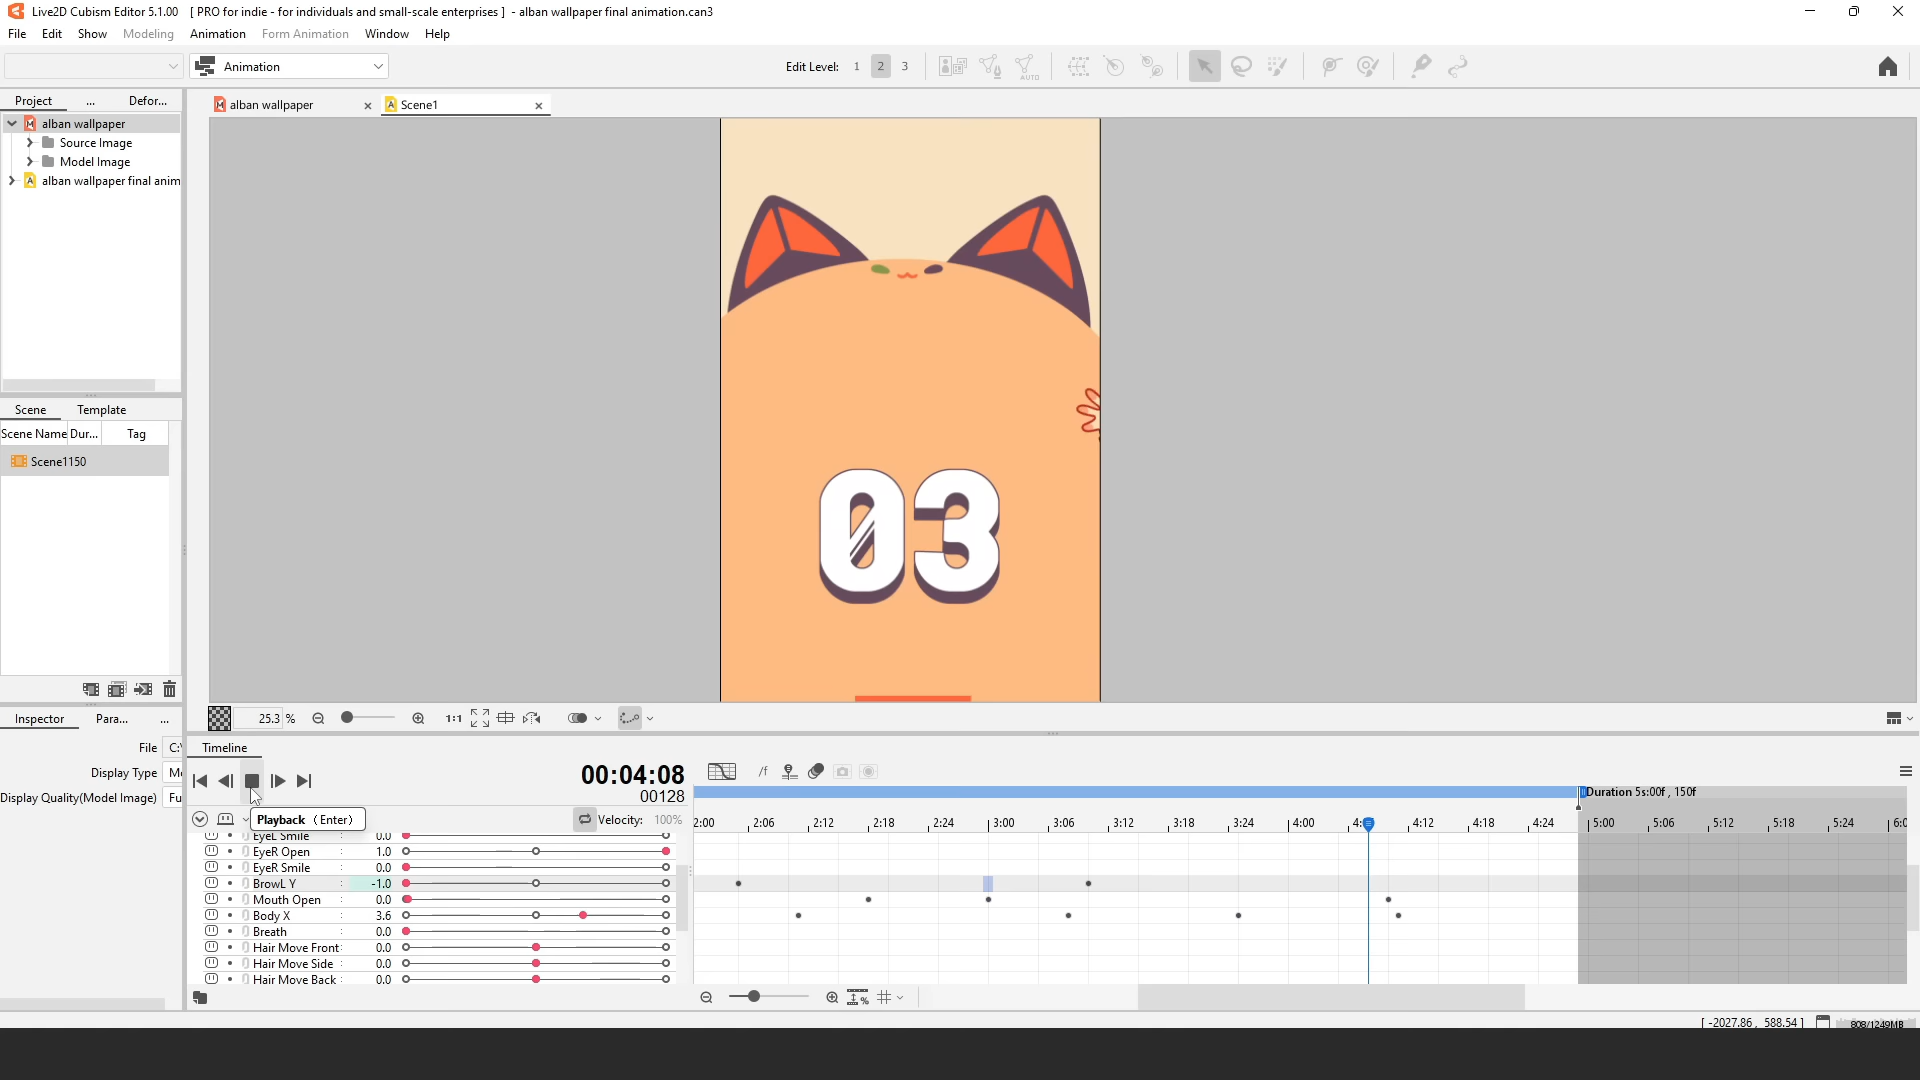 Live2D Cubism Editor 5.1.00 [ PRO for indie - for individuals and small-scale enterprises ] - alban wallpaper final animation.can3
File Edit Show Modeling Animation Form Animation Window Help
Animation Edit Level: 1 2 3 AUTO
Project ... Defor...
alban wallpaper Scene1
alban wallpaper
Source Image
Model Image
alban wallpaper final anim
03
Scene Template
Scene Name Dur... Tag
Scene1 150
25.3 % 1:1
Inspector Para... ...
File C:\
Display Type
Display Quality(Model Image) Fu
Timeline
00:04:08
00128
/f
Duration 5s:00f , 150f
Playback (Enter)
Velocity: 100%
2:00 2:06 2:12 2:18 2:24 3:00 3:06 3:12 3:18 3:24 4:00 4:12 4:18 4:24 5:00 5:06 5:12 5:18 5:24
EyeL Smile : 0.0
EyeR Open : 1.0
EyeR Smile : 0.0
BrowL Y : -1.0
Mouth Open : 0.0
Body X : 3.6
Breath : 0.0
Hair Move Front : 0.0
Hair Move Side : 0.0
Hair Move Back : 0.0
[ -2027.86 , 588.54 ] 808/1249MB